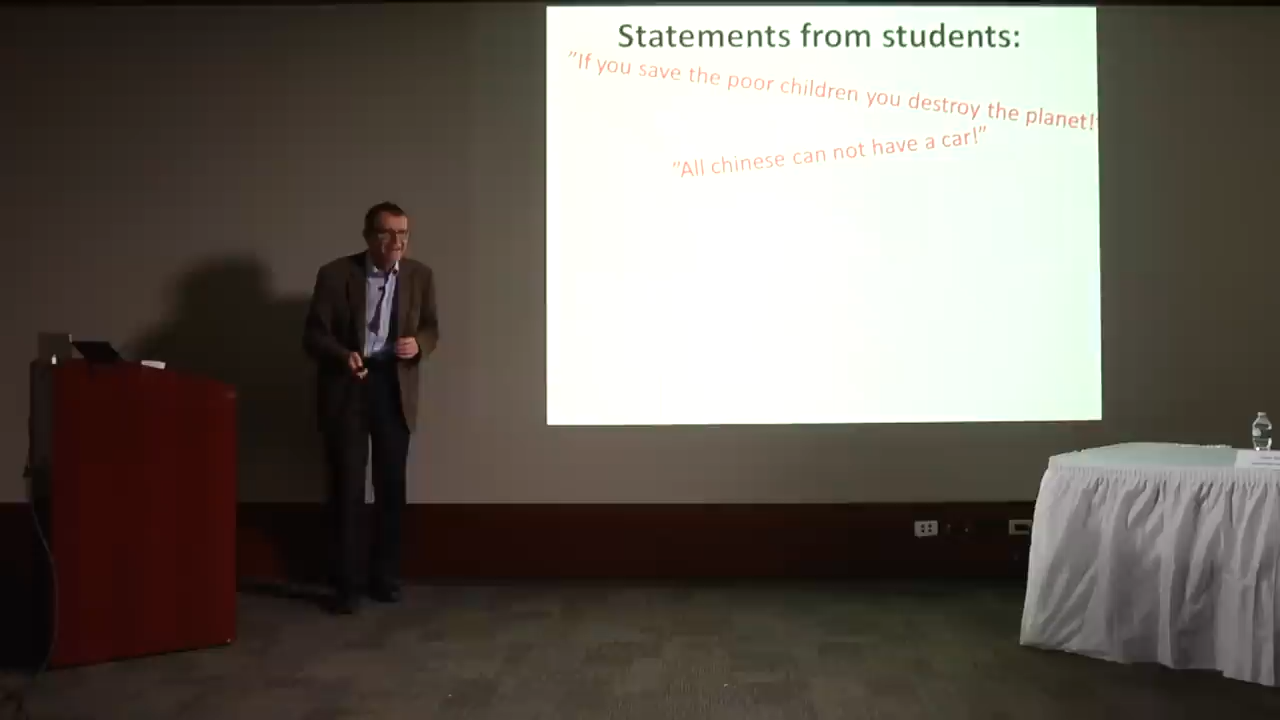 Statements from students:
"If you save the poor children you destroy the planet!
"All chinese can not have a car!"